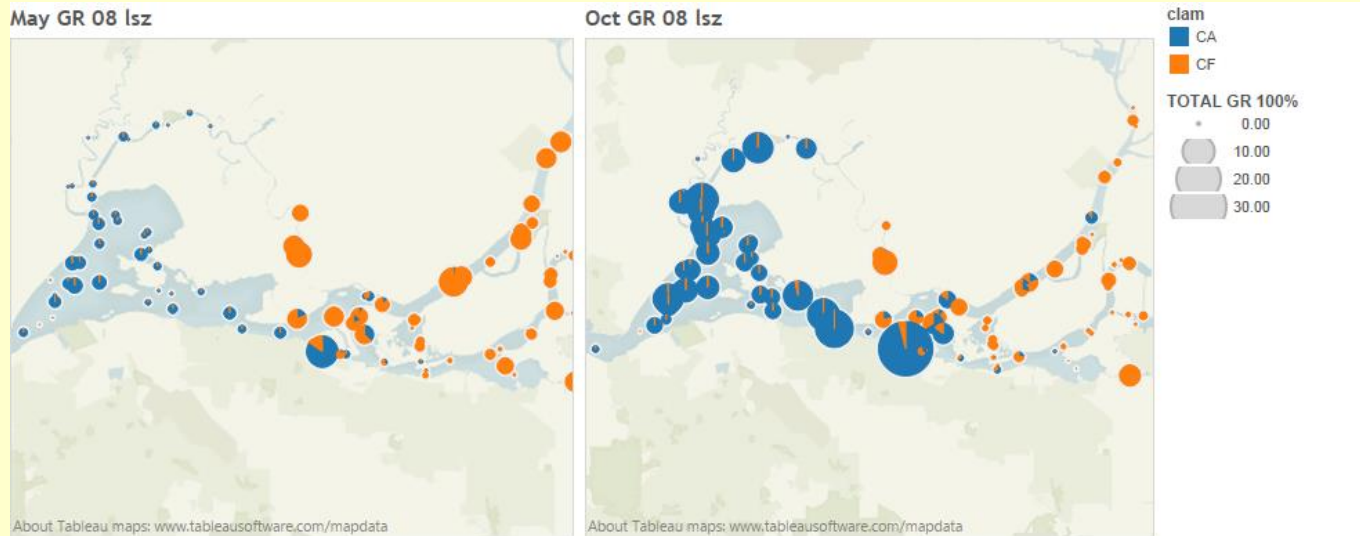 May GR 08 lsz
Oct GR 08 lsz
clam
CA
CF
TOTAL GR 100%
0.00
10.00
20.00
30.00
About Tableau maps: www.tableausoftware.com/mapdata
About Tableau maps: www.tableausoftware.com/mapdata